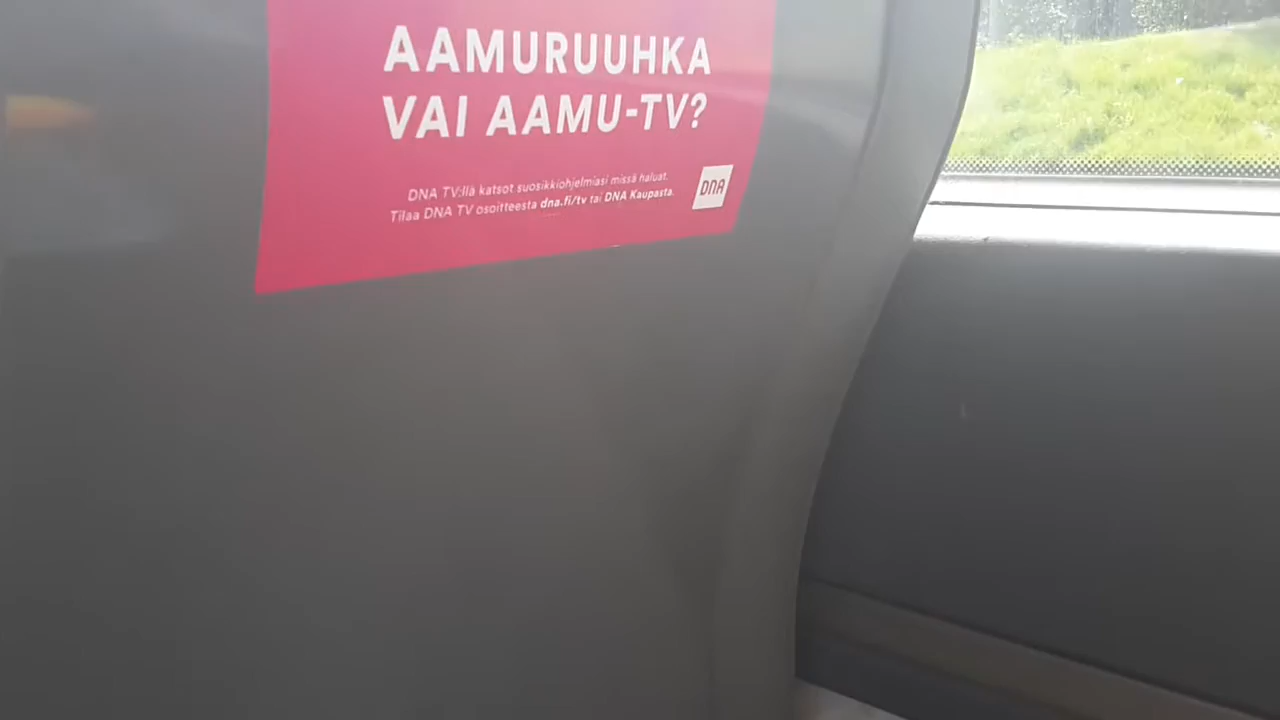 AAMURUUHKA
VAI AAMU-TV?
DNA TV:llä katsot suosikkiohjelmiasi missä haluat.
Tilaa DNA TV osoitteesta dna.fi/tv tai DNA Kaupasta.
DNA